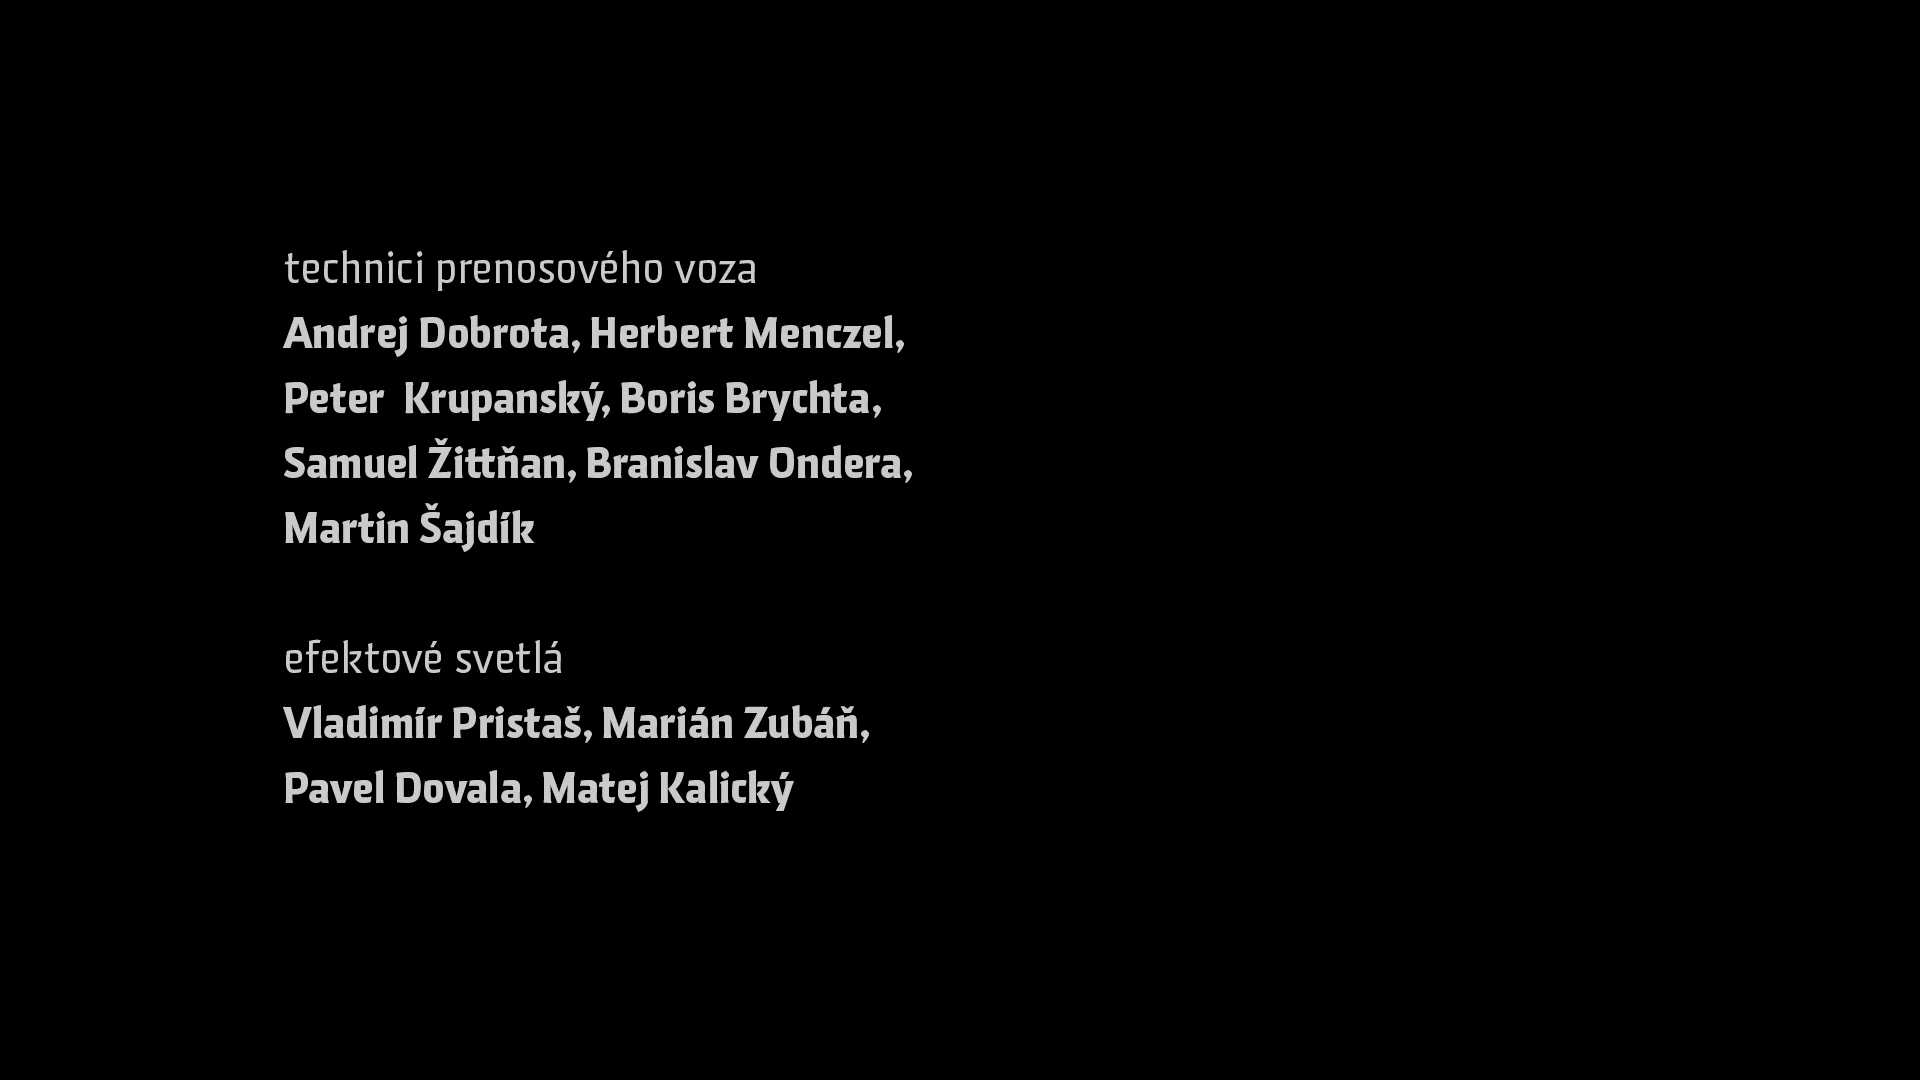 technici prenosového voza
Andrej Dobrota, Herbert Menczel,
Peter  Krupanský, Boris Brychta,
Samuel Žittňan, Branislav Ondera,
Martin Šajdík
efektové svetlá
Vladimír Pristaš, Marián Zubáň,
Pavel Dovala, Matej Kalický